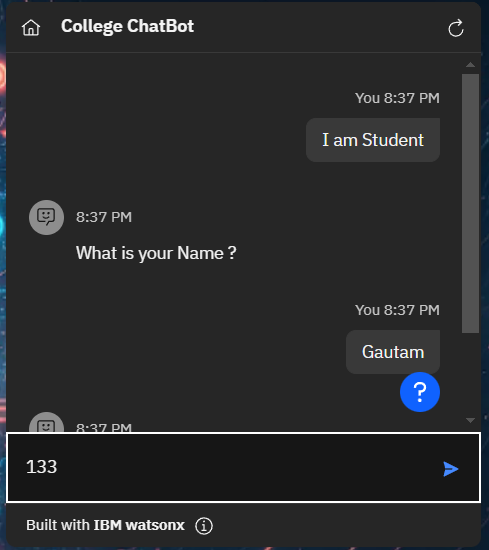 College ChatBot
You 8:37 PM
I am Student
8:37 PM
What is your Name ?
You 8:37 PM
Gautam
?
8:37 PM
133
Built with IBM watsonx